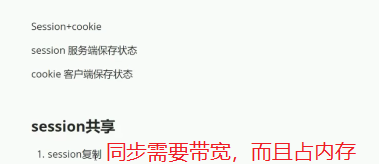 Session+cookie
session 服务端保存状态
cookie 客户端保存状态
session共享
1. session复制 同步需要带宽，而且占内存